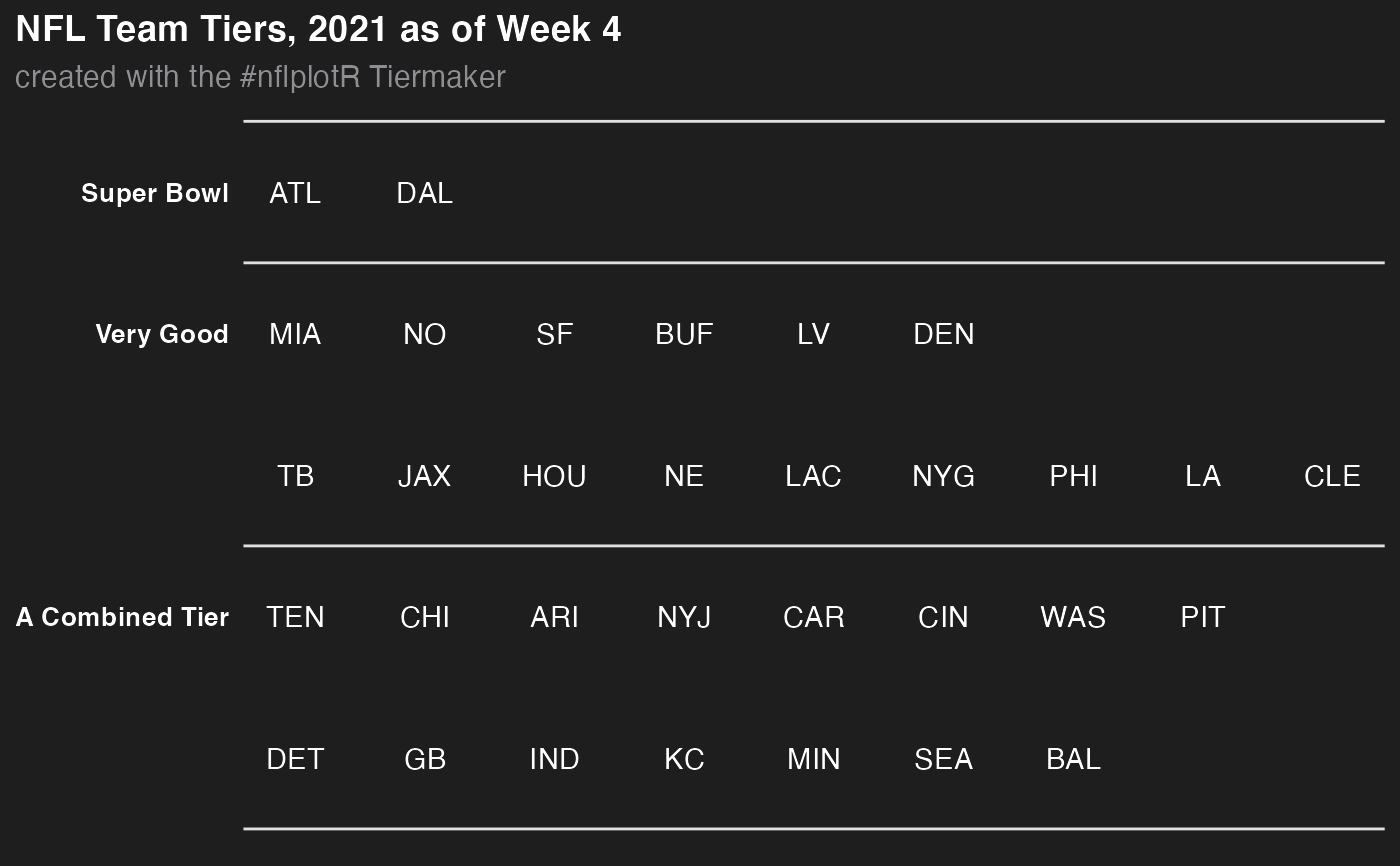 NFL Team Tiers, 2021 as of Week 4
created with the #nflplotR Tiermaker
Super Bowl ATL DAL
Very Good MIA NO SF BUF LV DEN
TB JAX HOU NE LAC NYG PHI LA CLE
A Combined Tier TEN CHI ARI NYJ CAR CIN WAS PIT
DET GB IND KC MIN SEA BAL